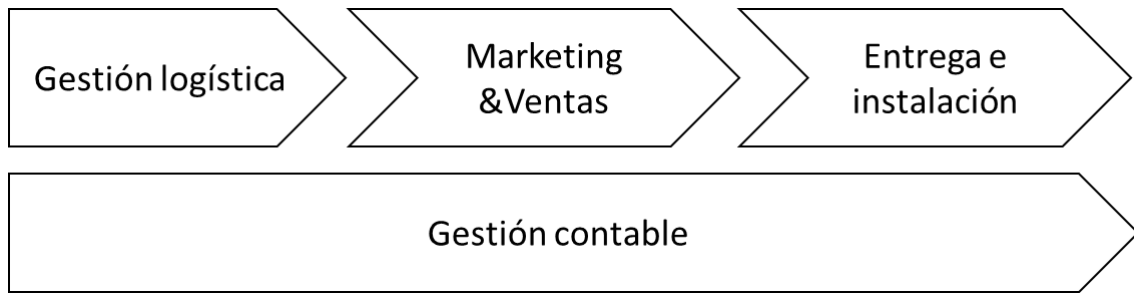 Gestión logística
Marketing
&Ventas
Entrega e
instalación
Gestión contable